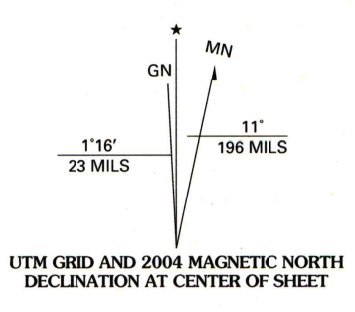 ★
MN
GN
1°16′
23 MILS
11°
196 MILS
UTM GRID AND 2004 MAGNETIC NORTH
DECLINATION AT CENTER OF SHEET